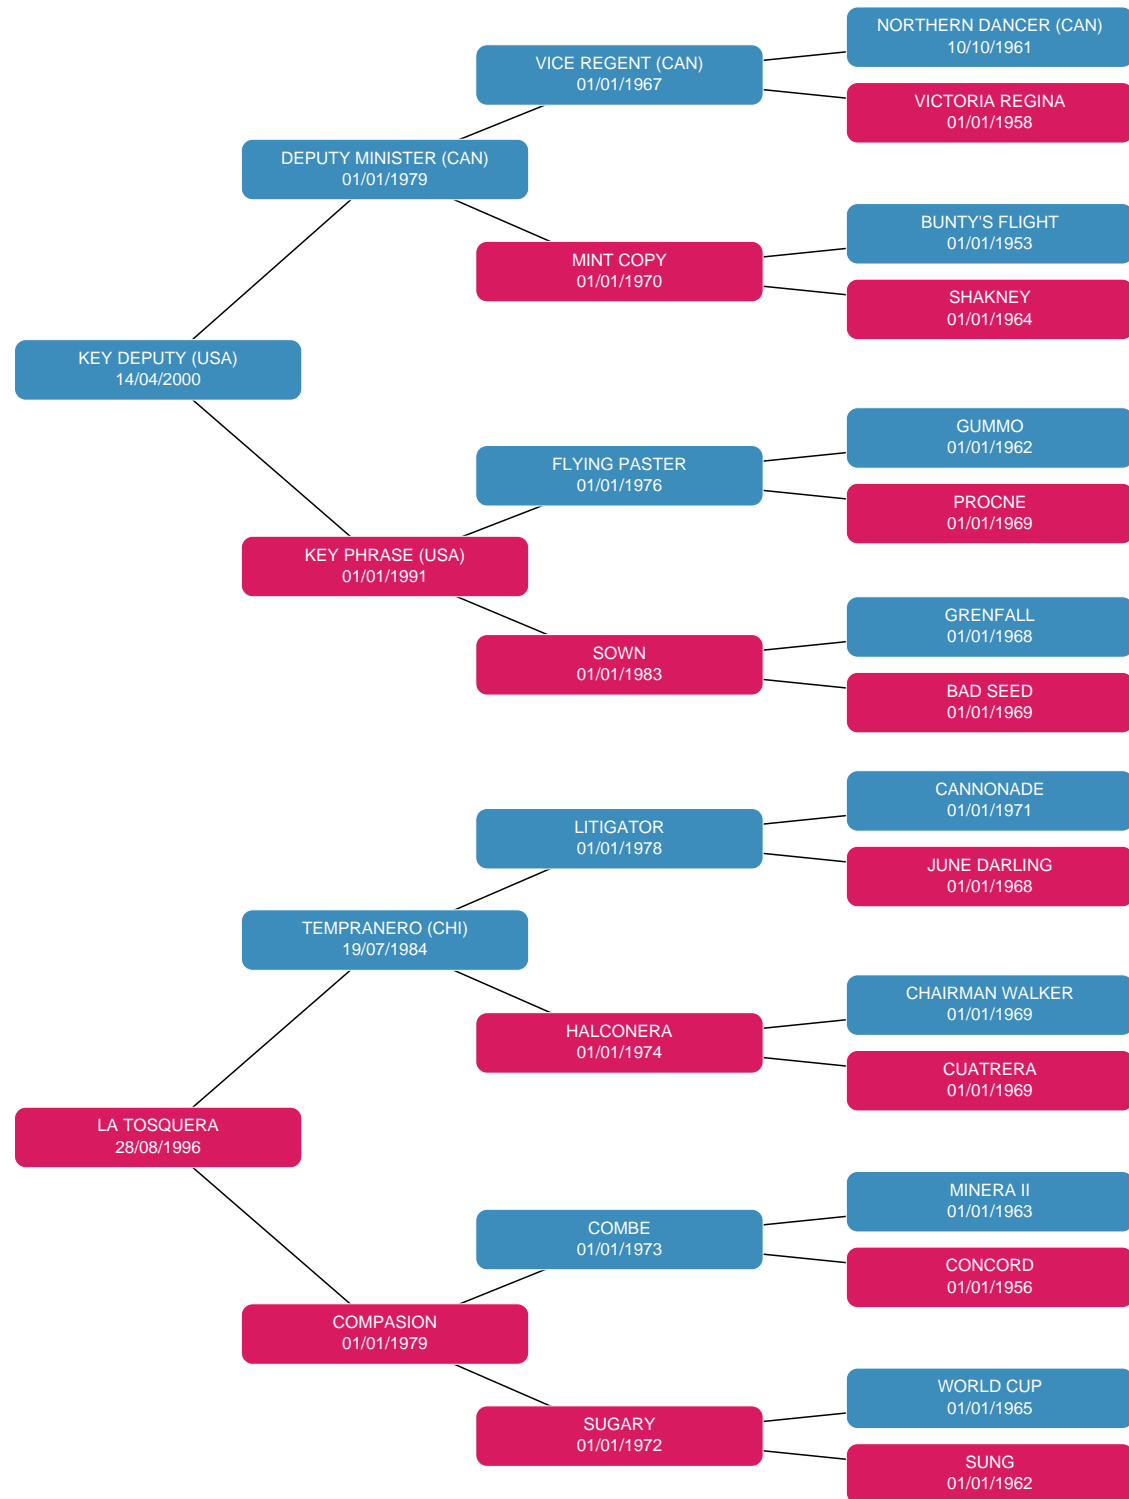 NORTHERN DANCER (CAN)
10/10/1961
VICE REGENT (CAN)
01/01/1967
VICTORIA REGINA
01/01/1958
DEPUTY MINISTER (CAN)
01/01/1979
BUNTY'S FLIGHT
01/01/1953
MINT COPY
01/01/1970
SHAKNEY
01/01/1964
KEY DEPUTY (USA)
14/04/2000
GUMMO
01/01/1962
FLYING PASTER
01/01/1976
PROCNE
01/01/1969
KEY PHRASE (USA)
01/01/1991
GRENFALL
01/01/1968
SOWN
01/01/1983
BAD SEED
01/01/1969
CANNONADE
01/01/1971
LITIGATOR
01/01/1978
JUNE DARLING
01/01/1968
TEMPRANERO (CHI)
19/07/1984
CHAIRMAN WALKER
01/01/1969
HALCONERA
01/01/1974
CUATRERA
01/01/1969
LA TOSQUERA
28/08/1996
MINERA II
01/01/1963
COMBE
01/01/1973
CONCORD
01/01/1956
COMPASION
01/01/1979
WORLD CUP
01/01/1965
SUGARY
01/01/1972
SUNG
01/01/1962